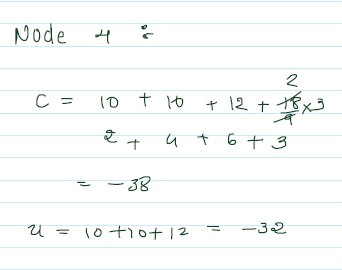 Node 4 :
2
C = 10 + 10 + 12 + 18/9 x 3
2 + 4 + 6 + 3
= -38
u = 10 + 10 + 12 = -32